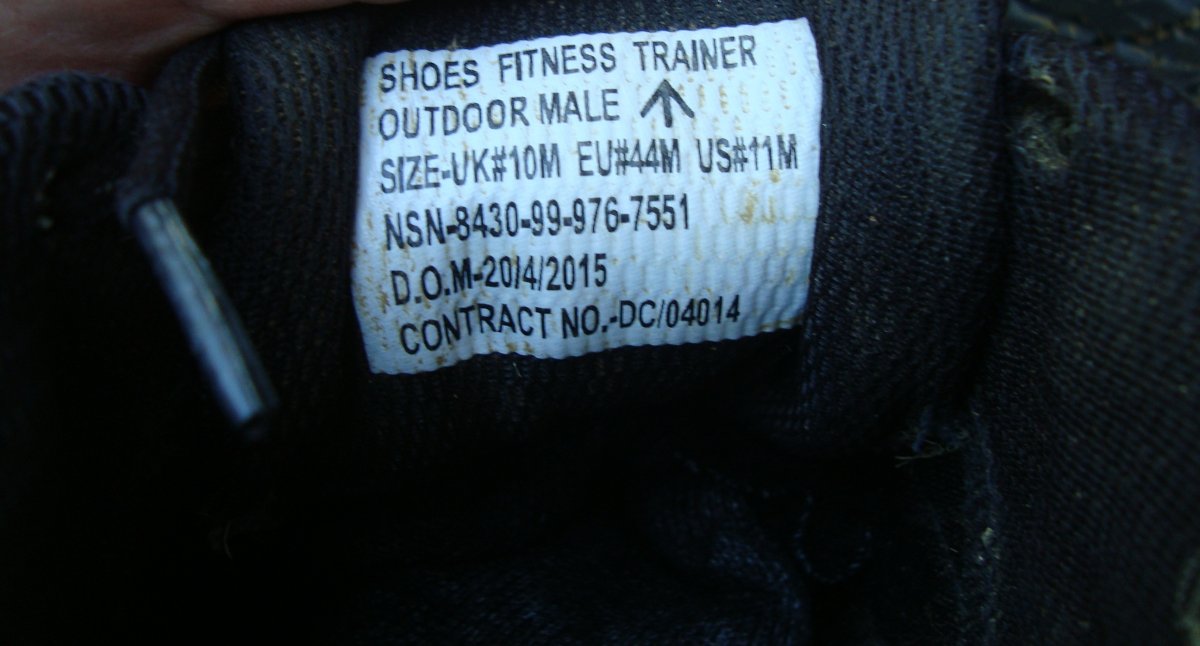 SHOES FITNESS TRAINER
OUTDOOR MALE
SIZE-UK#10M EU#44M US#11M
NSN-8430-99-976-7551
D.O.M-20/4/2015
CONTRACT NO.-DC/04014